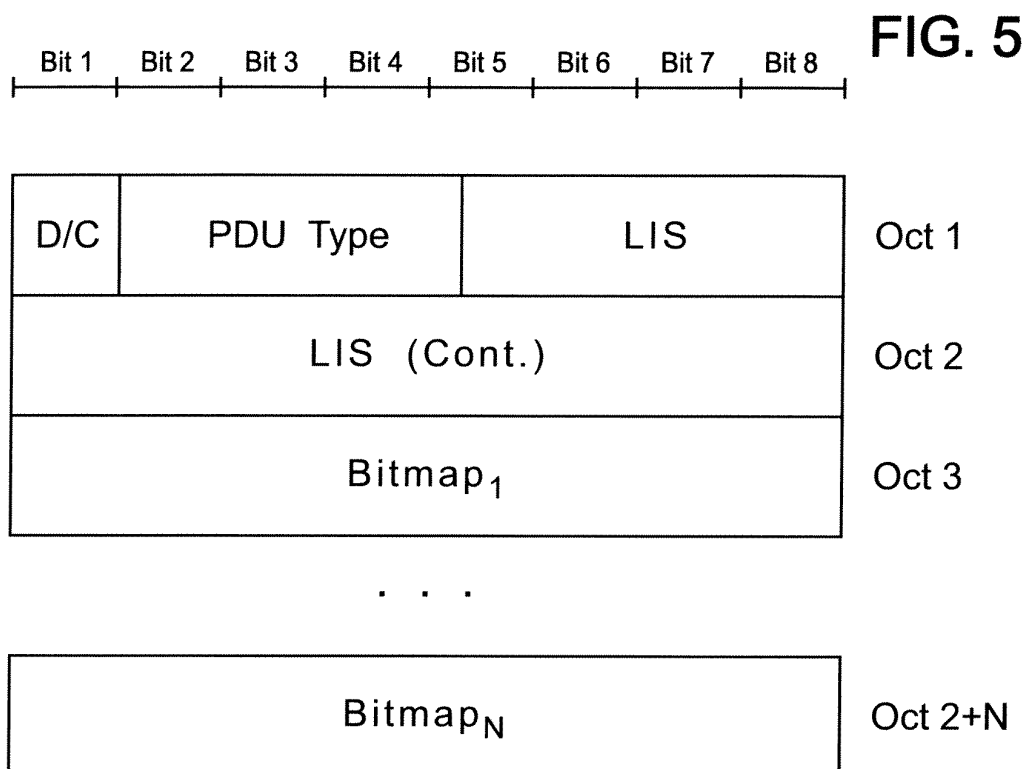 FIG. 5
Bit 1 Bit 2 Bit 3 Bit 4 Bit 5 Bit 6 Bit 7 Bit 8
D/C PDU Type LIS Oct 1
LIS (Cont.) Oct 2
Bitmap1 Oct 3
. . .
BitmapN Oct 2+N